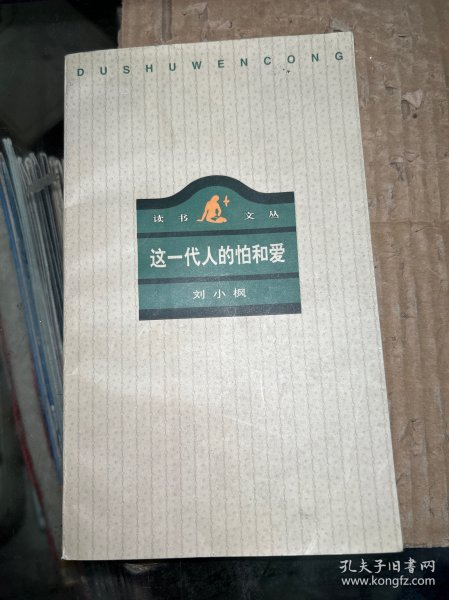 DUSHUWENCONG
读书 文丛
这一代人的怕和爱
刘小枫
孔夫子旧书网
www.kongfz.com